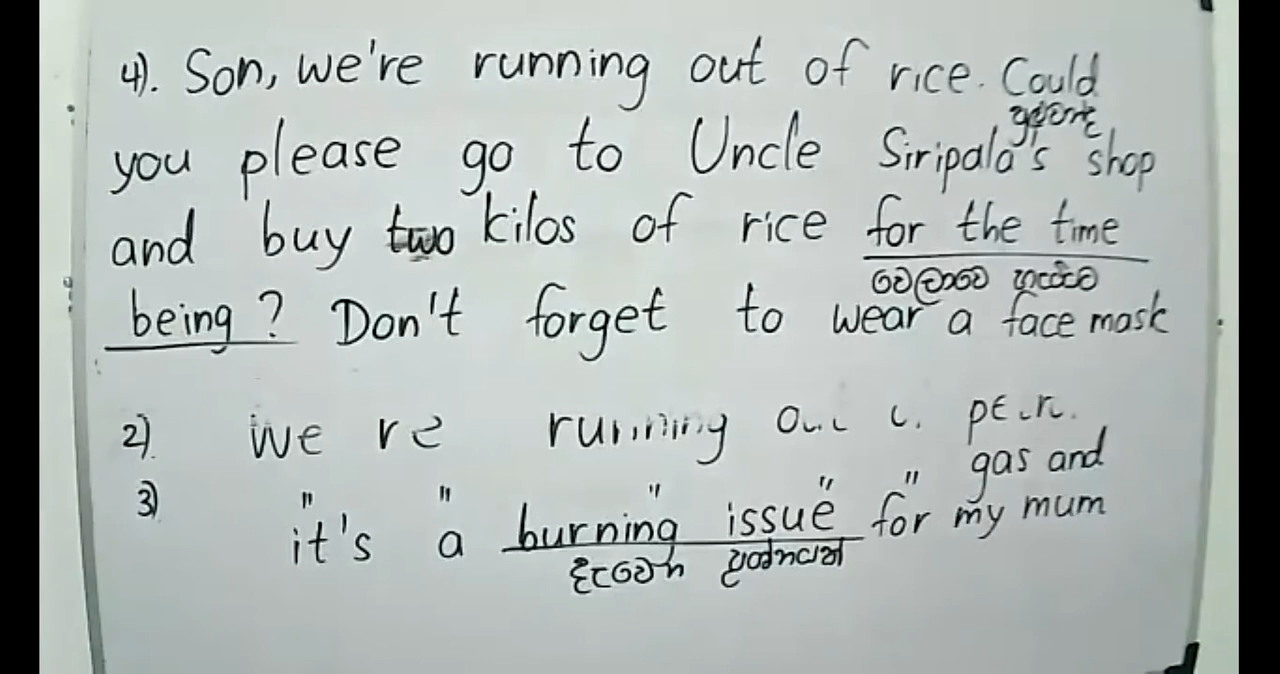 4). Son, we're running out of rice. Could
you please go to Uncle Siripala's shop
and buy two kilos of rice for the time
being? Don't forget to wear a face mask
2) we re running
3) " " " " " gas and
it's a burning issue for my mum